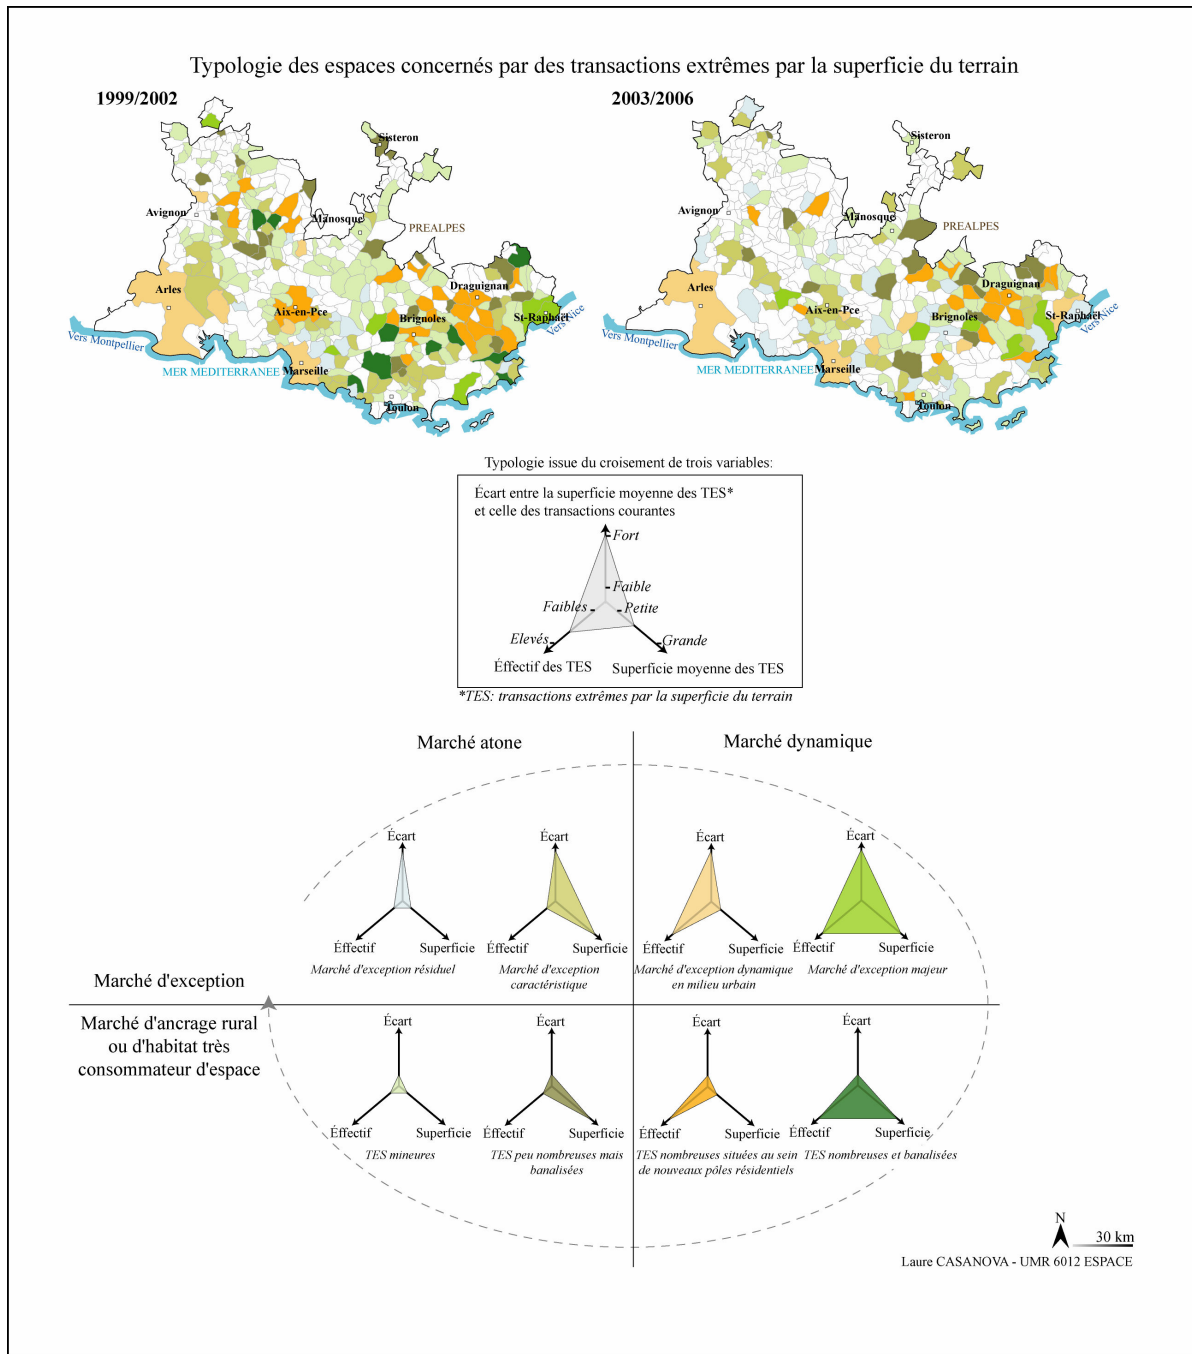 Typologie des espaces concernés par des transactions extrêmes par la superficie du terrain
1999/2002
Sisteron
Avignon
Manosque
PREALPES
Arles
Draguignan
Aix-en-Pce
Brignoles
St-Raphaël
Vers Nice
Vers Montpellier
Marseille
MER MEDITERRANEE
Toulon
2003/2006
Sisteron
Avignon
Manosque
PREALPES
Arles
Draguignan
Aix-en-Pce
Brignoles
St-Raphaël
Vers Nice
Vers Montpellier
Marseille
MER MEDITERRANEE
Toulon
Typologie issue du croisement de trois variables:
Écart entre la superficie moyenne des TES*
et celle des transactions courantes
Fort
Faible
Faibles
Petite
Elevés
Grande
Éffectif des TES
Superficie moyenne des TES
*TES: transactions extrêmes par la superficie du terrain
Marché atone
Marché dynamique
Écart
Éffectif
Superficie
Marché d'exception résiduel
Écart
Éffectif
Superficie
Marché d'exception
caractéristique
Écart
Éffectif
Superficie
Marché d'exception dynamique
en milieu urbain
Écart
Éffectif
Superficie
Marché d'exception majeur
Marché d'exception
Marché d'ancrage rural
ou d'habitat très
consommateur d'espace
Écart
Éffectif
Superficie
TES mineures
Écart
Éffectif
Superficie
TES peu nombreuses mais
banalisées
Écart
Éffectif
Superficie
TES nombreuses situées au sein
de nouveaux pôles résidentiels
Écart
Éffectif
Superficie
TES nombreuses et banalisées
N
30 km
Laure CASANOVA - UMR 6012 ESPACE